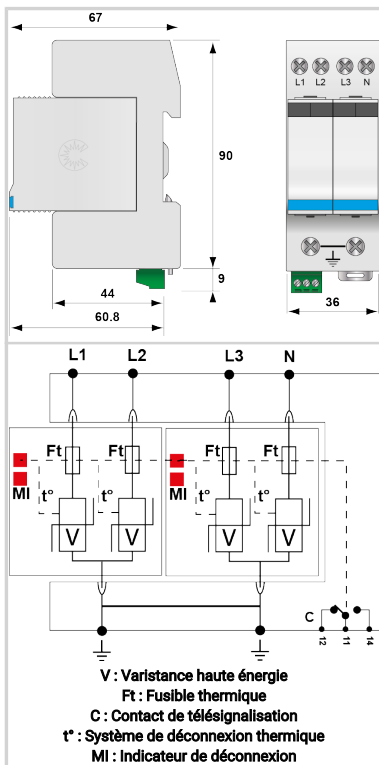 67
L1 L2 L3 N
90
9
44
60.8
36
L1 L2 L3 N
Ft Ft Ft Ft
MI t° t° MI t° t°
V V V V
C
12 11 14
V : Varistance haute énergie
Ft : Fusible thermique
C : Contact de télésignalisation
t° : Système de déconnexion thermique
MI : Indicateur de déconnexion